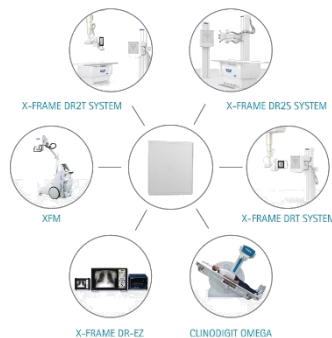 X-FRAME DR2T SYSTEM
X-FRAME DR2S SYSTEM
XFM
X-FRAME DRT SYSTEM
X-FRAME DR-EZ
CLINODIGIT OMEGA